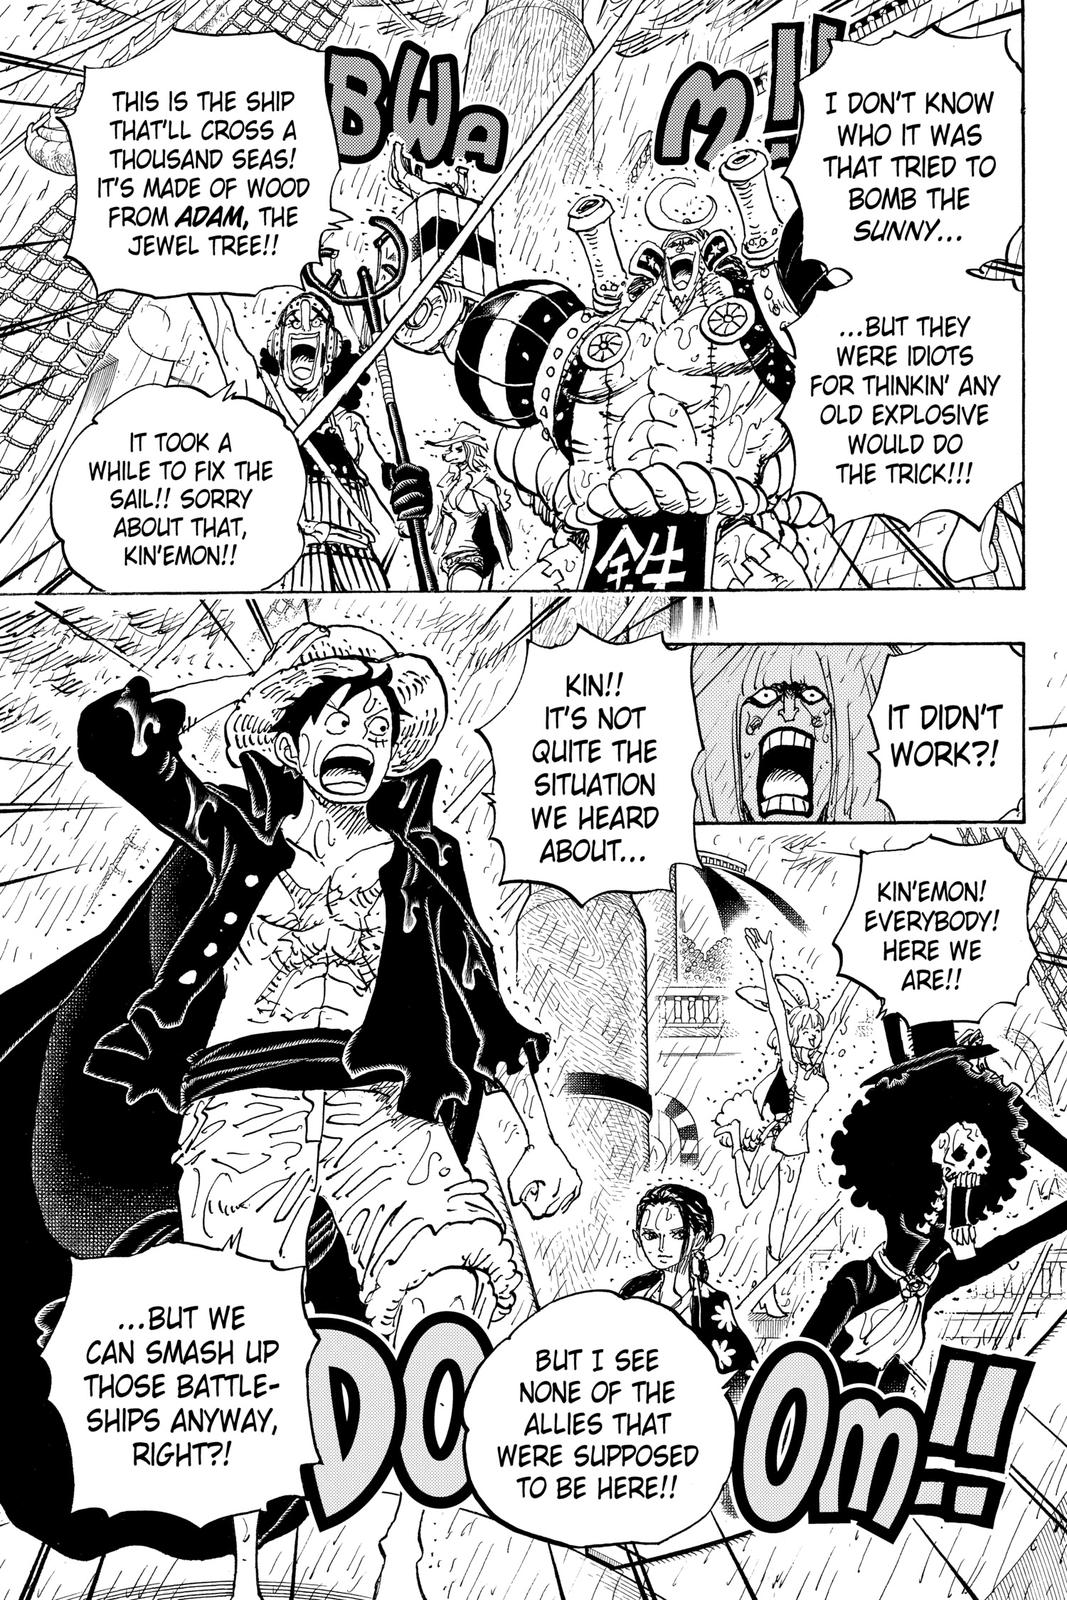 I DON'T KNOW
WHO IT WAS
THAT TRIED TO
BOMB THE
SUNNY...
...BUT THEY
WERE IDIOTS
FOR THINKIN' ANY
OLD EXPLOSIVE
WOULD DO
THE TRICK!!!
BWA
M!!
THIS IS THE SHIP
THAT'LL CROSS A
THOUSAND SEAS!
IT'S MADE OF WOOD
FROM ADAM, THE
JEWEL TREE!!
IT TOOK A
WHILE TO FIX THE
SAIL!! SORRY
ABOUT THAT,
KIN'EMON!!
鉄
IT DIDN'T
WORK?!
KIN!!
IT'S NOT
QUITE THE
SITUATION
WE HEARD
ABOUT...
KIN'EMON!
EVERYBODY!
HERE WE
ARE!!
...BUT WE
CAN SMASH UP
THOSE BATTLE-
SHIPS ANYWAY,
RIGHT?!
BUT I SEE
NONE OF THE
ALLIES THAT
WERE SUPPOSED
TO BE HERE!!
DO
OM!!